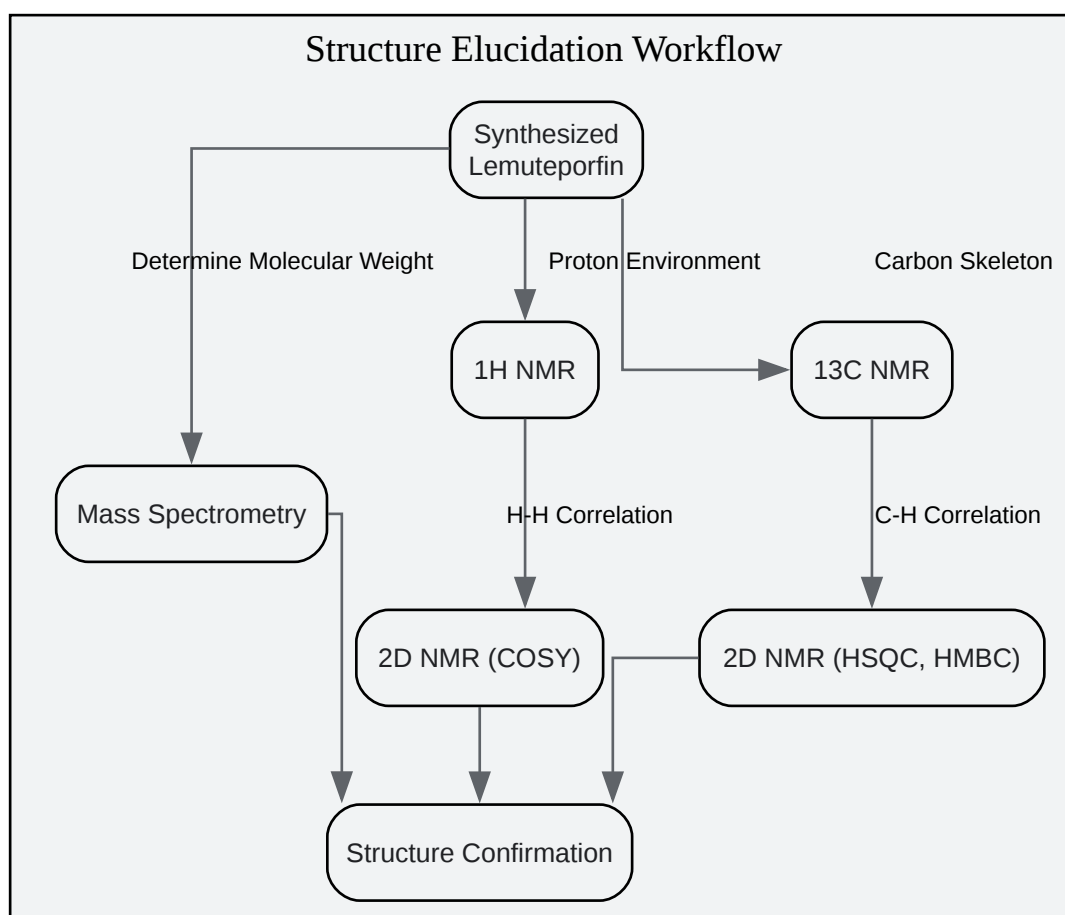 Structure Elucidation Workflow
Synthesized
Lemuteporfin
Determine Molecular Weight
Proton Environment
Carbon Skeleton
1H NMR
13C NMR
Mass Spectrometry
H-H Correlation
C-H Correlation
2D NMR (COSY)
2D NMR (HSQC, HMBC)
Structure Confirmation